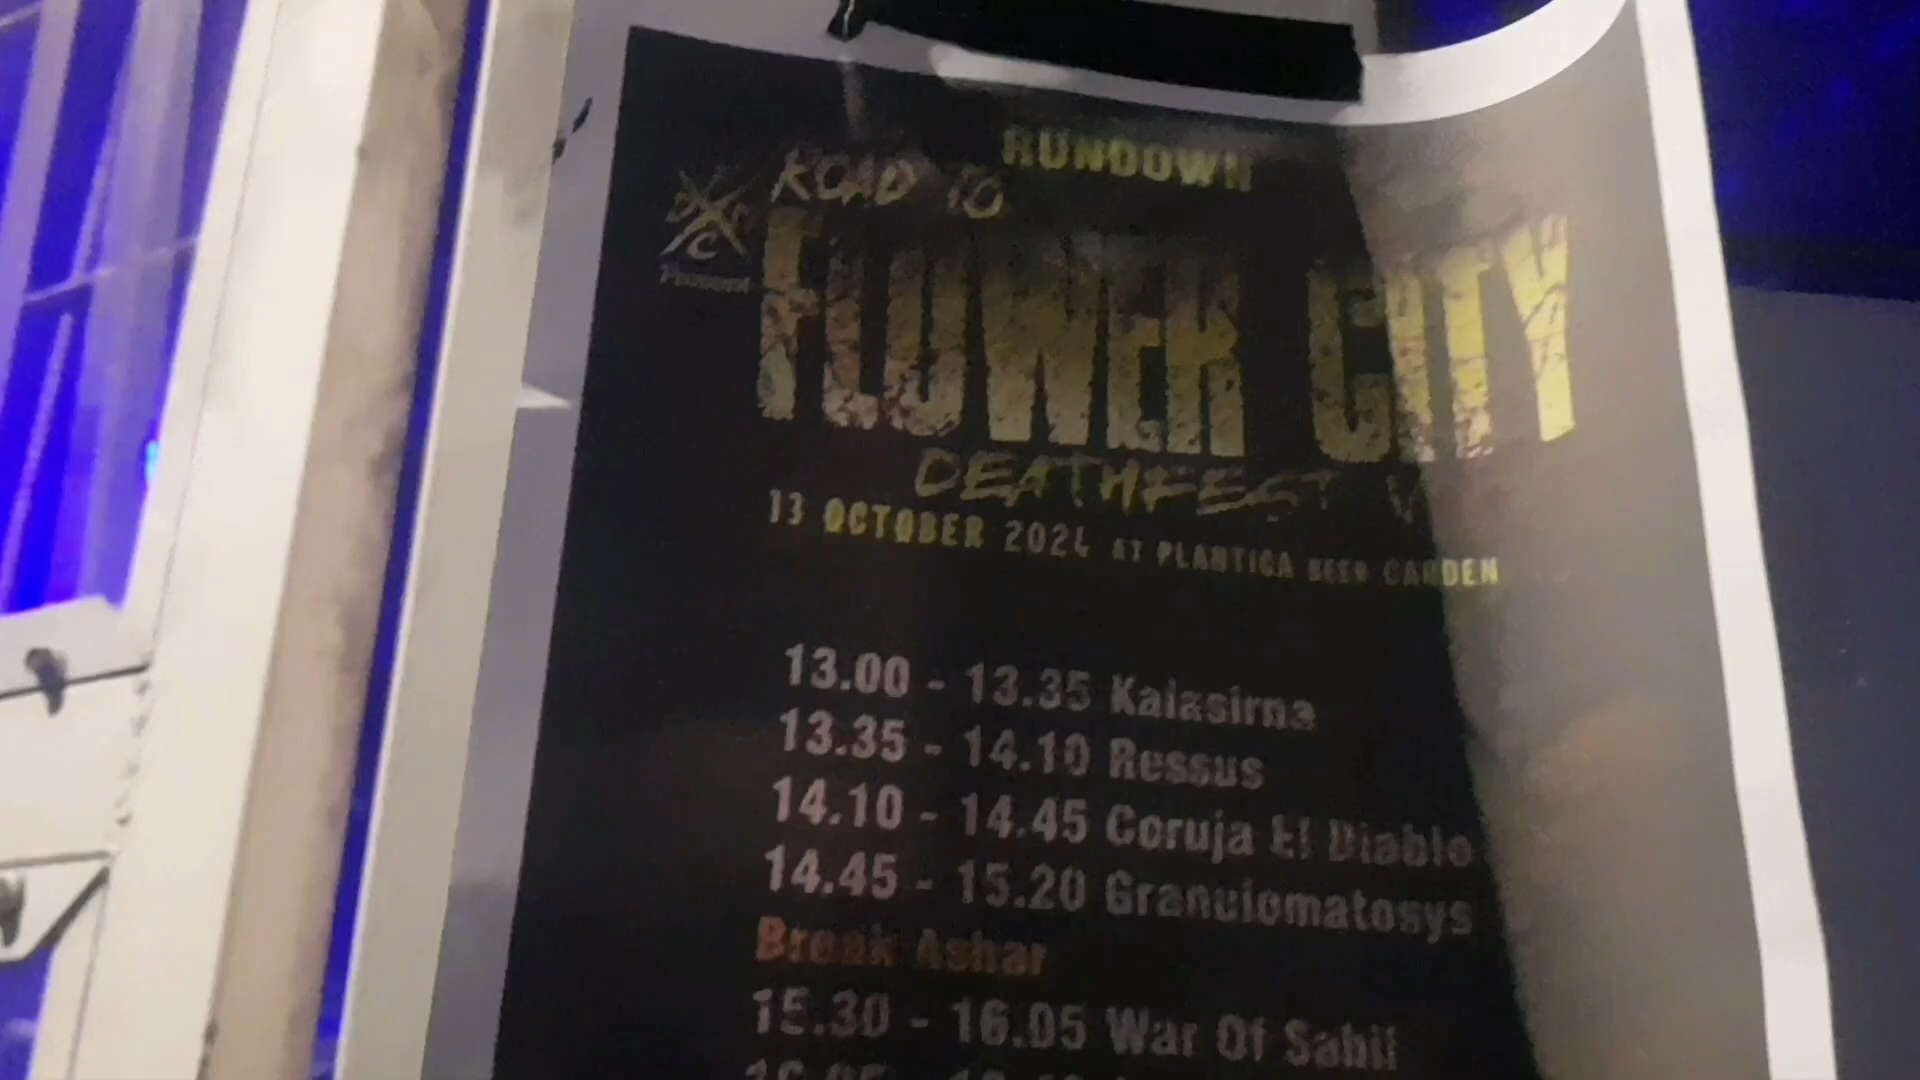 RUNDOWN
ROAD TO
FLOWER CITY
DEATHFEST V
13 OCTOBER 2024 AT PLANTICA BEER GARDEN
13.00 - 13.35 Kalasirna
13.35 - 14.10 Ressus
14.10 - 14.45 Coruja El Diablo
14.45 - 15.20 Granulomatosys
Break Ashar
15.30 - 16.05 War Of Sahil